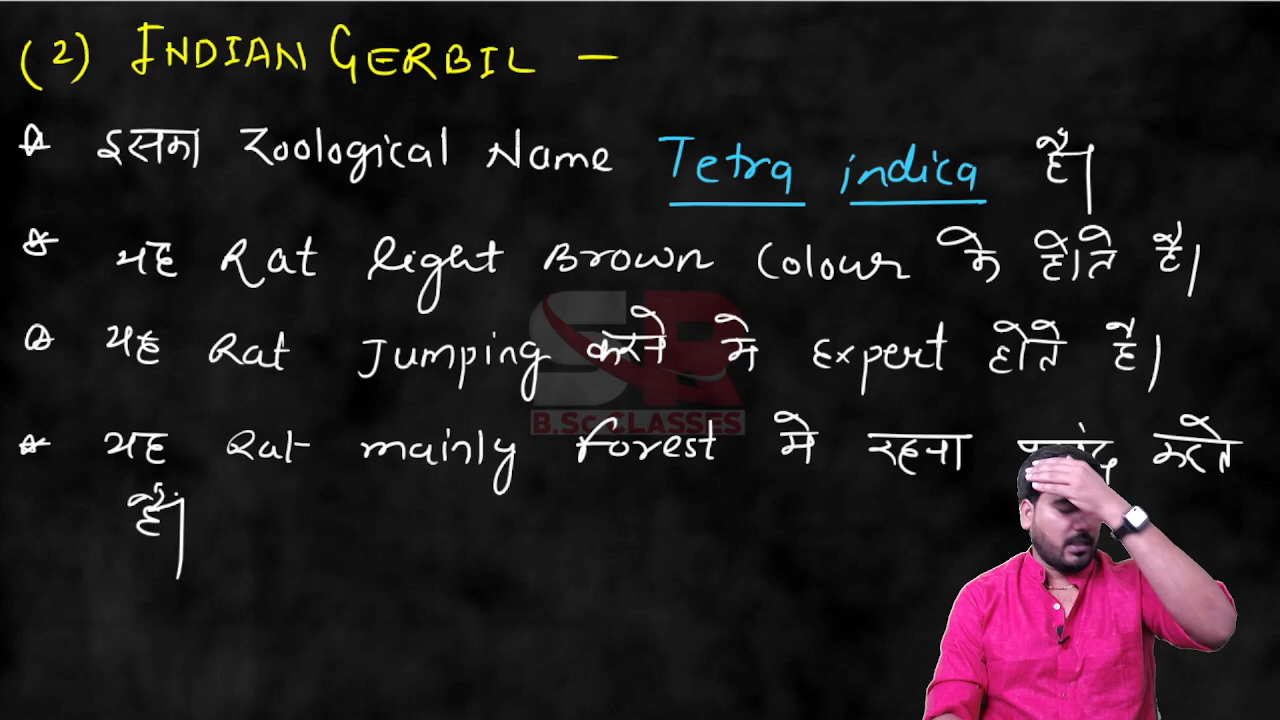 (2) INDIAN GERBIL –
इसका Zoological Name Tetra indica है।
यह Rat light Brown Colour के होते है।
यह Rat Jumping करने मे Expert होते है।
यह Rat mainly forest मे रहना करते
है।
SR
B.Sc CLASSES